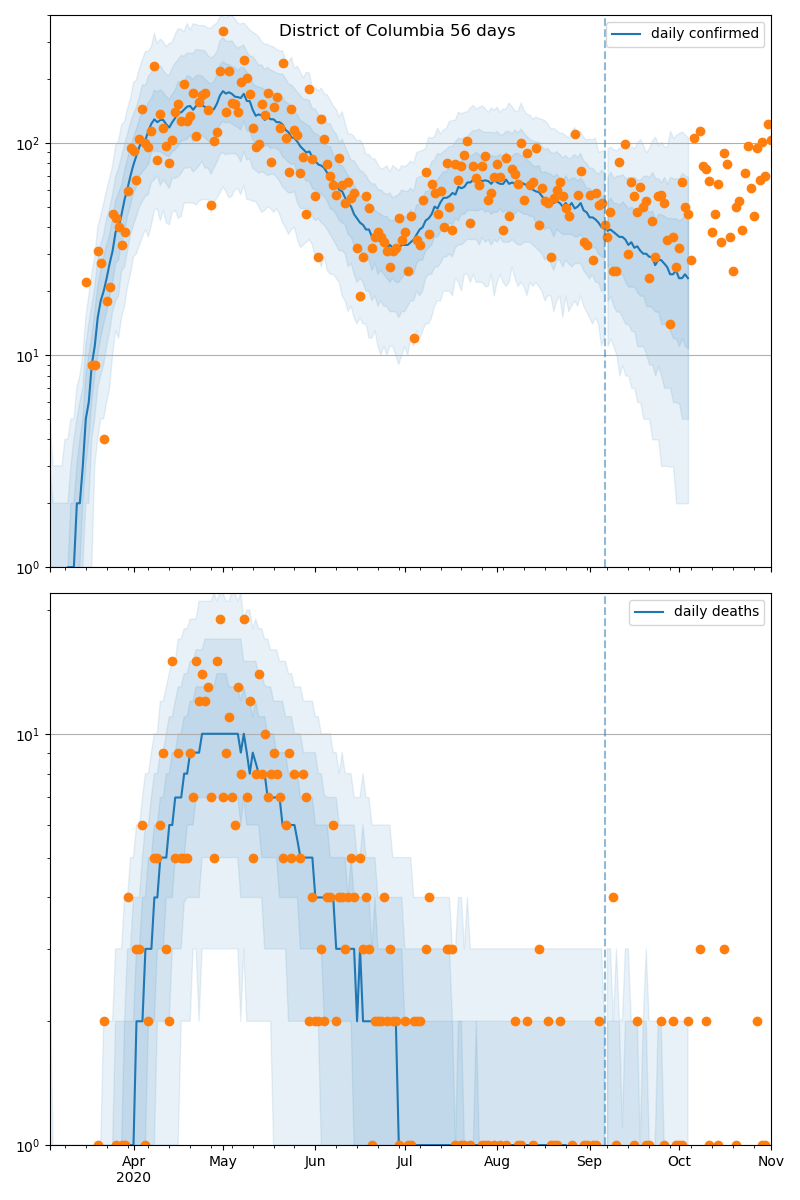 District of Columbia 56 days
daily confirmed
10²
10¹
10⁰
daily deaths
10¹
10⁰
Apr May Jun Jul Aug Sep Oct Nov
2020